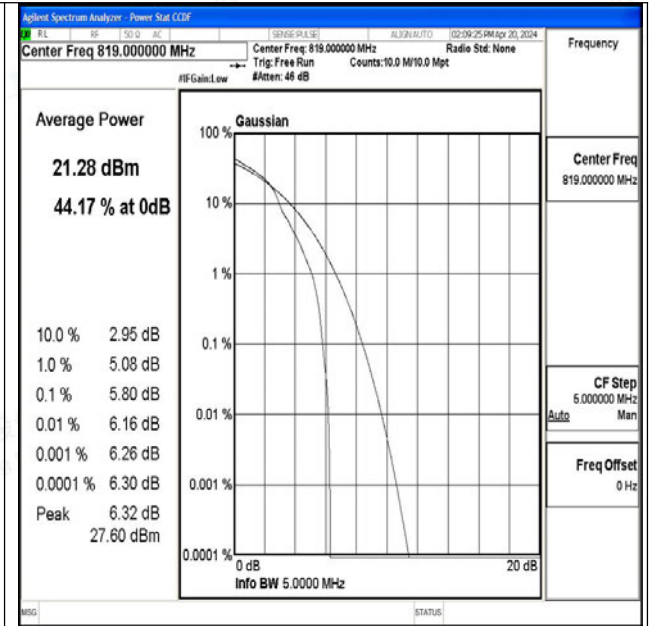 Agilent Spectrum Analyzer - Power Stat CCDF
RL RF 50 Ω AC SENSE:PULSE ALIGN AUTO 02:09:25 PM Apr 20, 2024
Center Freq 819.000000 MHz
Center Freq: 819.000000 MHz Radio Std: None
Trig: Free Run Counts:10.0 M/10.0 Mpt
#IFGain:Low #Atten: 46 dB
Frequency
Average Power
21.28 dBm
44.17 % at 0dB
10.0 % 2.95 dB
1.0 % 5.08 dB
0.1 % 5.80 dB
0.01 % 6.16 dB
0.001 % 6.26 dB
0.0001 % 6.30 dB
Peak 6.32 dB
27.60 dBm
Gaussian
100 %
10 %
1 %
0.1 %
0.01 %
0.001 %
0.0001 %
0 dB 20 dB
Info BW 5.0000 MHz
Center Freq
819.000000 MHz
CF Step
5.000000 MHz
Auto Man
Freq Offset
0 Hz
MSG STATUS